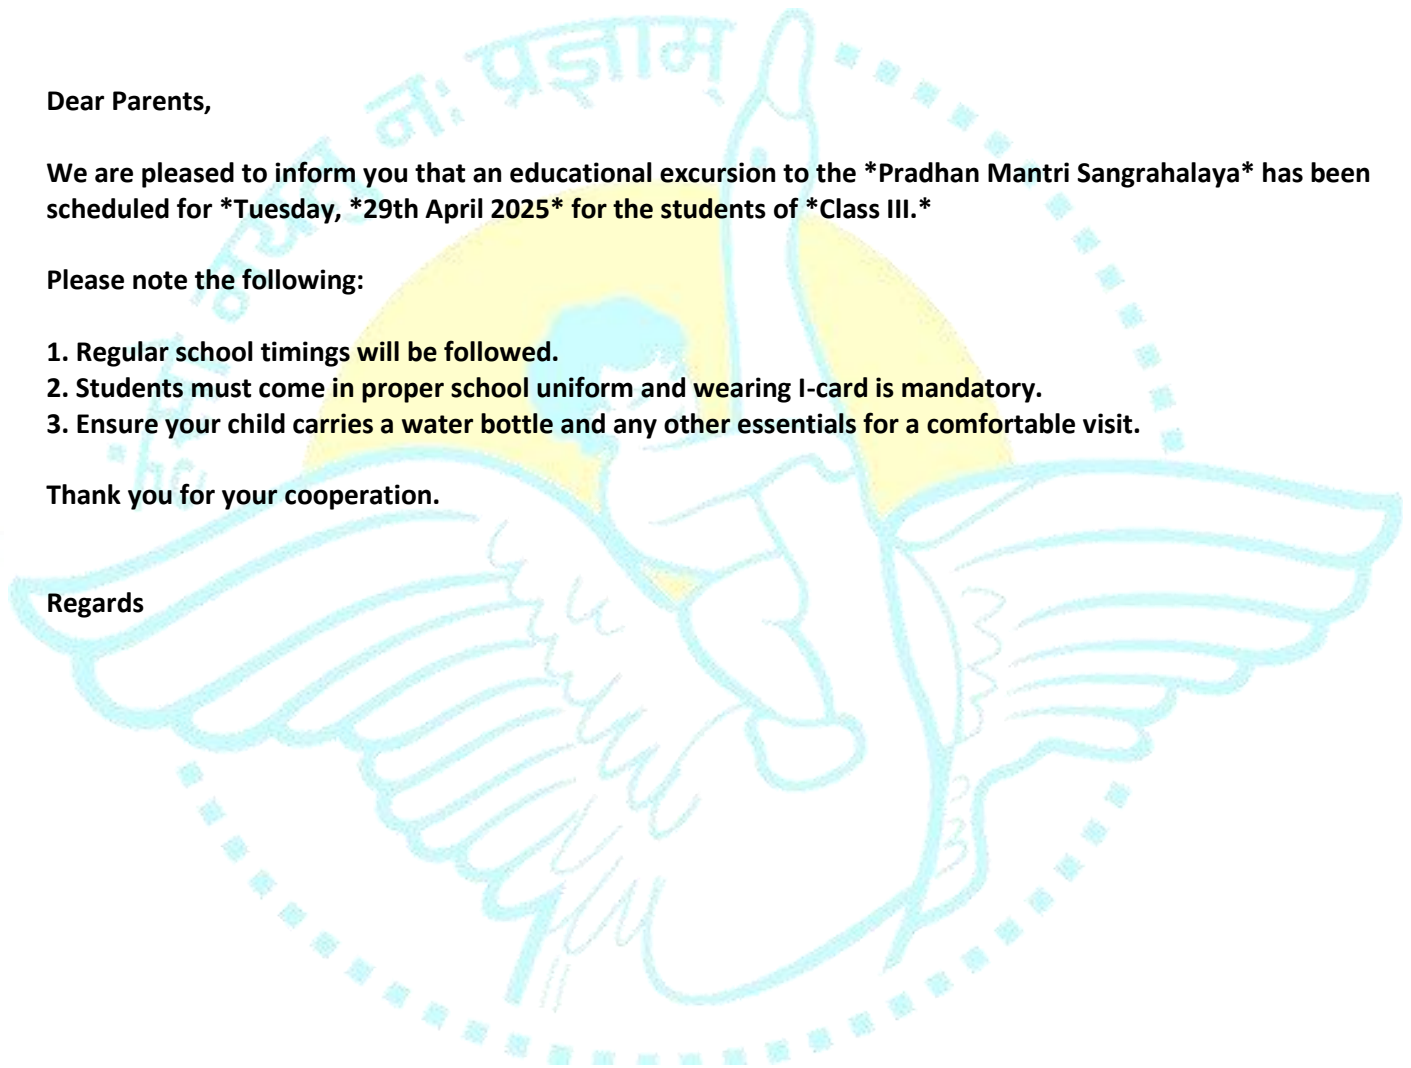 हंसा नयतु नः प्रज्ञाम्
Dear Parents,
We are pleased to inform you that an educational excursion to the *Pradhan Mantri Sangrahalaya* has been
scheduled for *Tuesday, *29th April 2025* for the students of *Class III.*
Please note the following:
1. Regular school timings will be followed.
2. Students must come in proper school uniform and wearing I-card is mandatory.
3. Ensure your child carries a water bottle and any other essentials for a comfortable visit.
Thank you for your cooperation.
Regards